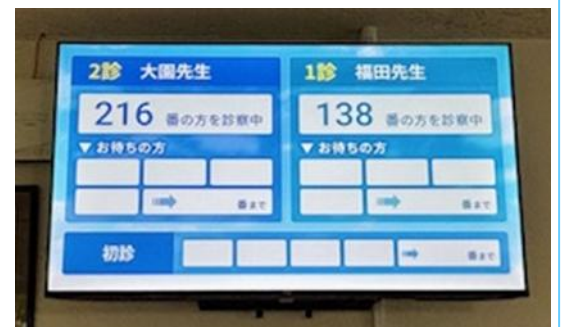 2診 大園先生
216 番の方を診察中
▼ お待ちの方
番まで
1診 福田先生
138 番の方を診察中
▼ お待ちの方
番まで
初診
番まで